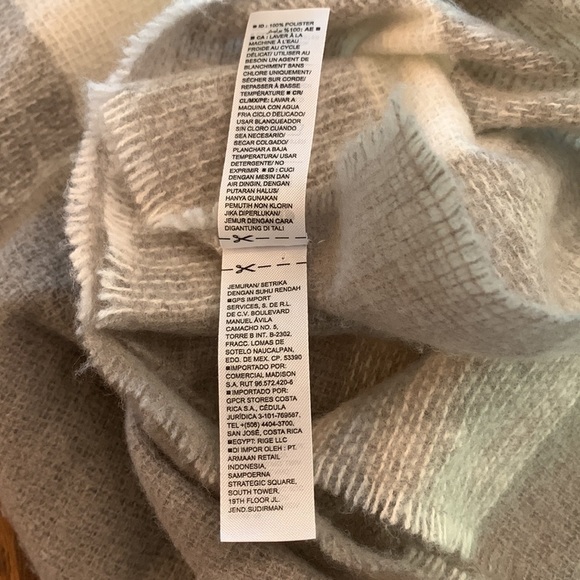 ■ ID : 100% POLISTER
%100: AE ■
■ CA : LAVER À LA
MACHINE À L'EAU
FROIDE AU CYCLE
DÉLICAT/ UTILISER AU
BESOIN UN AGENT DE
BLANCHIMENT SANS
CHLORE UNIQUEMENT/
SÉCHER SUR CORDE/
REPASSER À BASSE
TEMPÉRATURE ■ CR/
CL/MX/PE: LAVAR A
MAQUINA CON AGUA
FRIA CICLO DELICADO/
USAR BLANQUEADOR
SIN CLORO CUANDO
SEA NECESARIO/
SECAR COLGADO/
PLANCHAR A BAJA
TEMPERATURA/ USAR
DETERGENTE/ NO
EXPRIMIR ■ ID : CUCI
DENGAN MESIN DAN
AIR DINGIN, DENGAN
PUTARAN HALUS/
HANYA GUNAKAN
PEMUTIH NON KLORIN
JIKA DIPERLUKAN/
JEMUR DENGAN CARA
DIGANTUNG DI TALI
JEMURAN/ SETRIKA
DENGAN SUHU RENDAH
■GPS IMPORT
SERVICES, S. DE R.L.
DE C.V. BOULEVARD
MANUEL ÁVILA
CAMACHO NO. 5,
TORRE B INT. B-2302,
FRACC. LOMAS DE
SOTELO NAUCALPAN,
EDO. DE MEX. CP. 53390
■IMPORTADO POR:
COMERCIAL MADISON
S.A. RUT 96.572.420-6
■IMPORTADO POR:
GPCR STORES COSTA
RICA S.A., CÉDULA
JURÍDICA 3-101-769567,
TEL +(506) 4404-3700,
SAN JOSÉ, COSTA RICA
■EGYPT: RIGE LLC
■DI IMPOR OLEH : PT.
ARMAAN RETAIL
INDONESIA,
SAMPOERNA
STRATEGIC SQUARE,
SOUTH TOWER,
19TH FLOOR JL.
JEND.SUDIRMAN